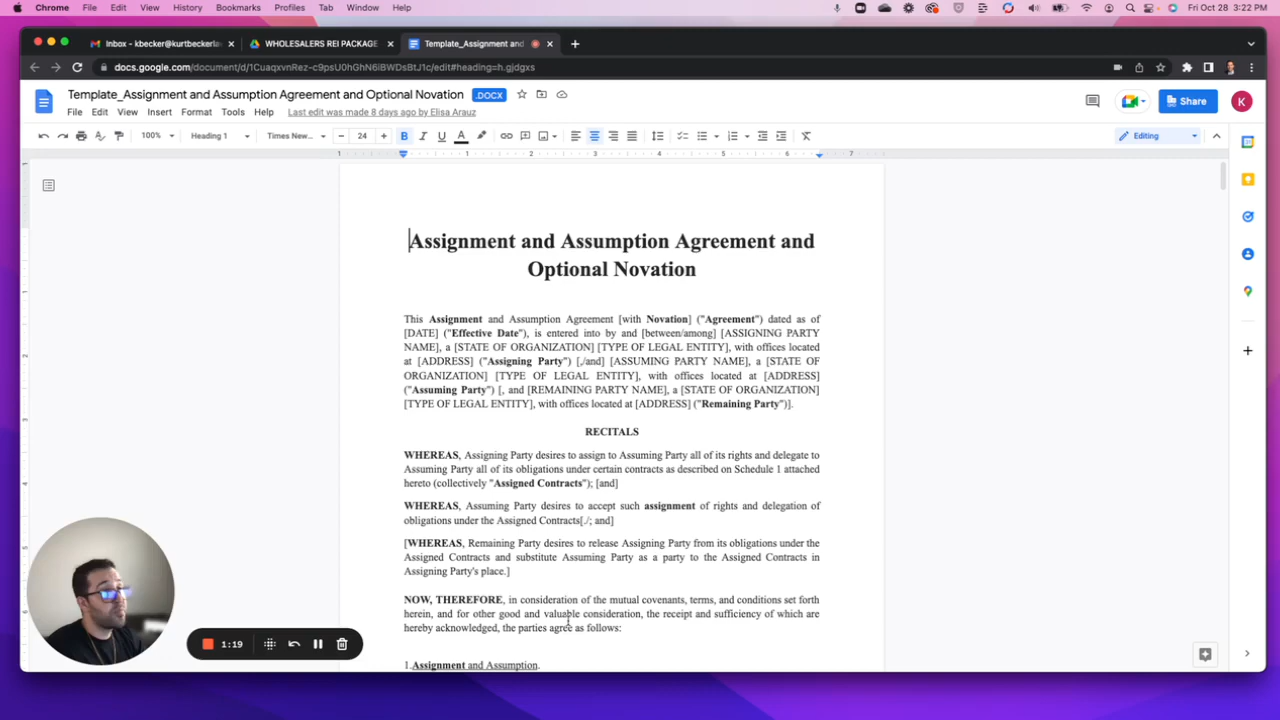 Chrome File Edit View History Bookmarks Profiles Tab Window Help Fri Oct 28 3:22 PM
Inbox - kbecker@kurtbeckerla WHOLESALERS REI PACKAGE Template_Assignment and
docs.google.com/document/d/1CuaqxvnRez-c9psU0hGhN6iBWDsBtJ1c/edit#heading=h.gjdgxs
Template_Assignment and Assumption Agreement and Optional Novation .DOCX
File Edit View Insert Format Tools Help Last edit was made 8 days ago by Elisa Arauz
Share K
100% Heading 1 Times New... 24 B I U A Editing
1 1 2 3 4 5 6 7
Assignment and Assumption Agreement and
Optional Novation
This Assignment and Assumption Agreement [with Novation] ("Agreement") dated as of
[DATE] ("Effective Date"), is entered into by and [between/among] [ASSIGNING PARTY
NAME], a [STATE OF ORGANIZATION] [TYPE OF LEGAL ENTITY], with offices located
at [ADDRESS] ("Assigning Party") [,/and] [ASSUMING PARTY NAME], a [STATE OF
ORGANIZATION] [TYPE OF LEGAL ENTITY], with offices located at [ADDRESS]
("Assuming Party") [, and [REMAINING PARTY NAME], a [STATE OF ORGANIZATION]
[TYPE OF LEGAL ENTITY], with offices located at [ADDRESS] ("Remaining Party")].
RECITALS
WHEREAS, Assigning Party desires to assign to Assuming Party all of its rights and delegate to
Assuming Party all of its obligations under certain contracts as described on Schedule 1 attached
hereto (collectively "Assigned Contracts"); [and]
WHEREAS, Assuming Party desires to accept such assignment of rights and delegation of
obligations under the Assigned Contracts[./; and]
[WHEREAS, Remaining Party desires to release Assigning Party from its obligations under the
Assigned Contracts and substitute Assuming Party as a party to the Assigned Contracts in
Assigning Party's place.]
NOW, THEREFORE, in consideration of the mutual covenants, terms, and conditions set forth
herein, and for other good and valuable consideration, the receipt and sufficiency of which are
hereby acknowledged, the parties agree as follows:
1.Assignment and Assumption.
1:19